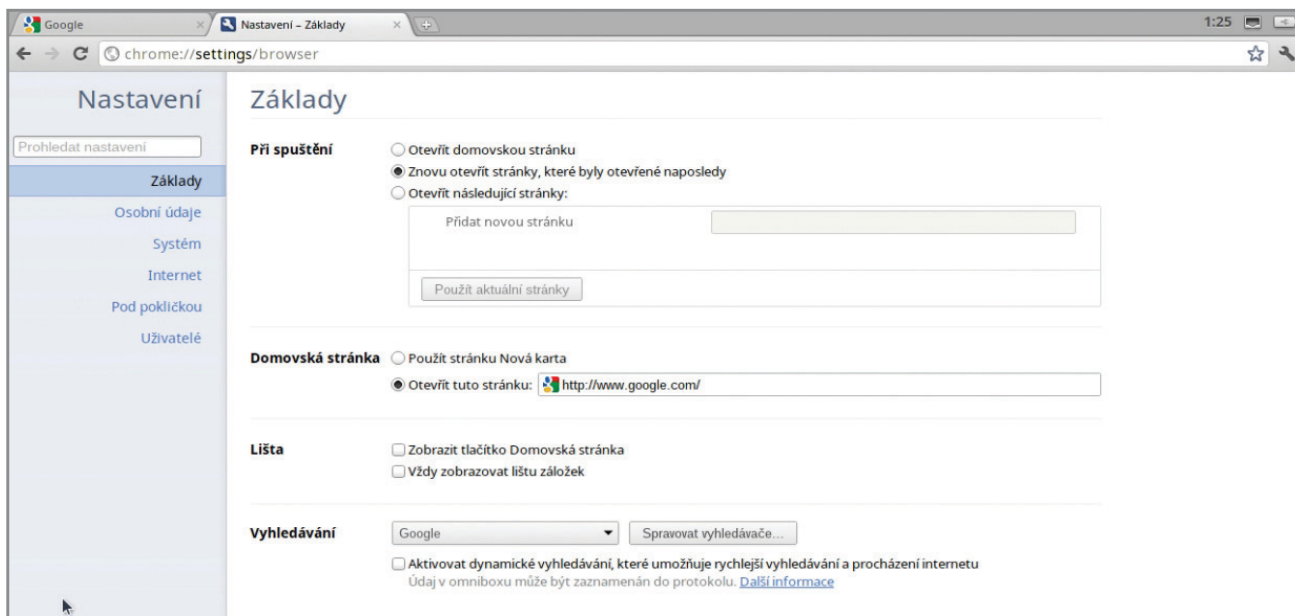 Google
Nastavení – Základy
1:25
chrome://settings/browser
Nastavení
Prohledat nastavení
Základy
Osobní údaje
Systém
Internet
Pod pokličkou
Uživatelé
Základy
Při spuštění
Otevřít domovskou stránku
Znovu otevřít stránky, které byly otevřené naposledy
Otevřít následující stránky:
Přidat novou stránku
Použít aktuální stránky
Domovská stránka
Použít stránku Nová karta
Otevřít tuto stránku: http://www.google.com/
Lišta
Zobrazit tlačítko Domovská stránka
Vždy zobrazovat lištu záložek
Vyhledávání
Google
Spravovat vyhledávače...
Aktivovat dynamické vyhledávání, které umožňuje rychlejší vyhledávání a procházení internetu
Údaj v omniboxu může být zaznamenán do protokolu. Další informace